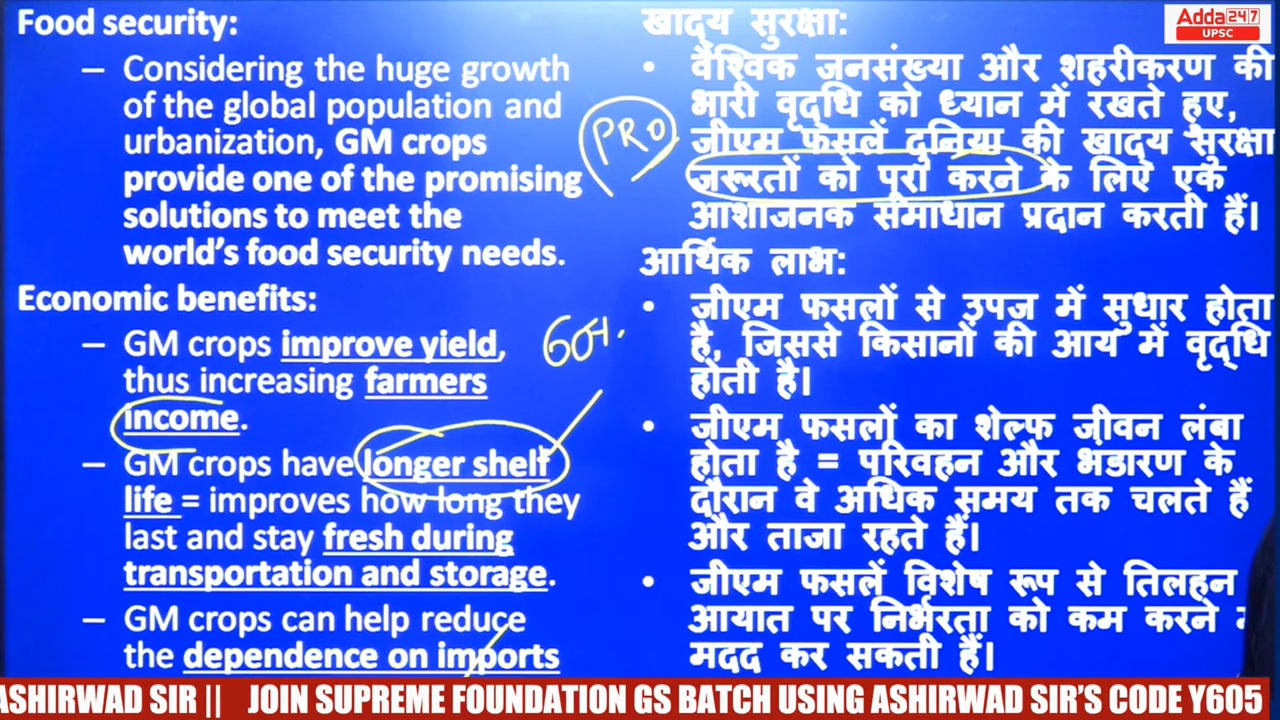 Food security:
– Considering the huge growth
of the global population and
urbanization, GM crops
provide one of the promising
solutions to meet the
world's food security needs.
Economic benefits:
– GM crops improve yield,
thus increasing farmers
income.
– GM crops have longer shelf
life = improves how long they
last and stay fresh during
transportation and storage.
– GM crops can help reduce
the dependence on imports
PRO
60%.
खाद्य सुरक्षा:
• वैश्विक जनसंख्या और शहरीकरण की
भारी वृद्धि को ध्यान में रखते हुए,
जीएम फसलें दुनिया की खाद्य सुरक्षा
जरूरतों को पूरा करने के लिए एक
आशाजनक समाधान प्रदान करती हैं।
आर्थिक लाभ:
• जीएम फसलों से उपज में सुधार होता
है, जिससे किसानों की आय में वृद्धि
होती है।
• जीएम फसलों का शेल्फ जीवन लंबा
होता है = परिवहन और भंडारण के
दौरान वे अधिक समय तक चलते हैं
और ताजा रहते हैं।
• जीएम फसलें विशेष रूप से तिलहन
आयात पर निर्भरता को कम करने
मदद कर सकती हैं।
Adda247
UPSC
ASHIRWAD SIR || JOIN SUPREME FOUNDATION GS BATCH USING ASHIRWAD SIR'S CODE Y605